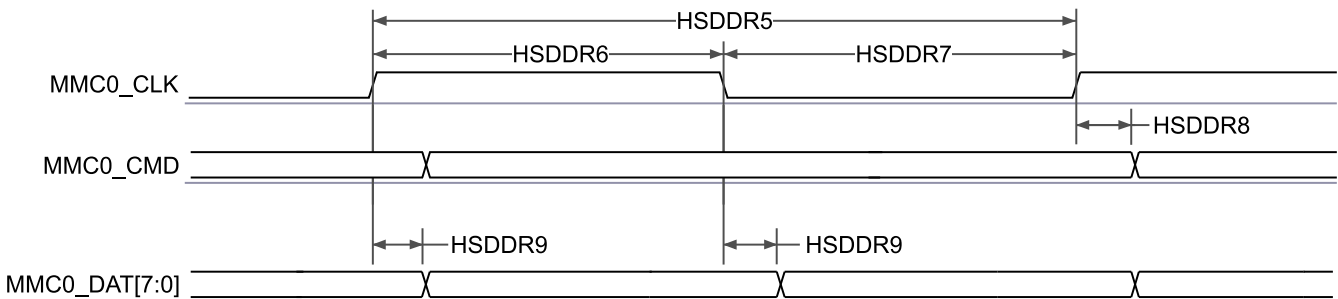 HSDDR5
HSDDR6 HSDDR7
MMC0_CLK
HSDDR8
MMC0_CMD
HSDDR9 HSDDR9
MMC0_DAT[7:0]